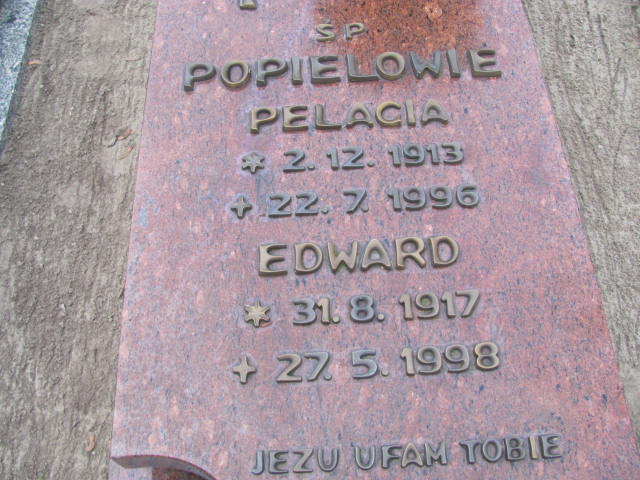 ŚP
POPIELOWIE
PELAGIA
* 2. 12. 1913
+ 22. 7. 1996
EDWARD
* 31. 8. 1917
+ 27. 5. 1998
JEZU UFAM TOBIE